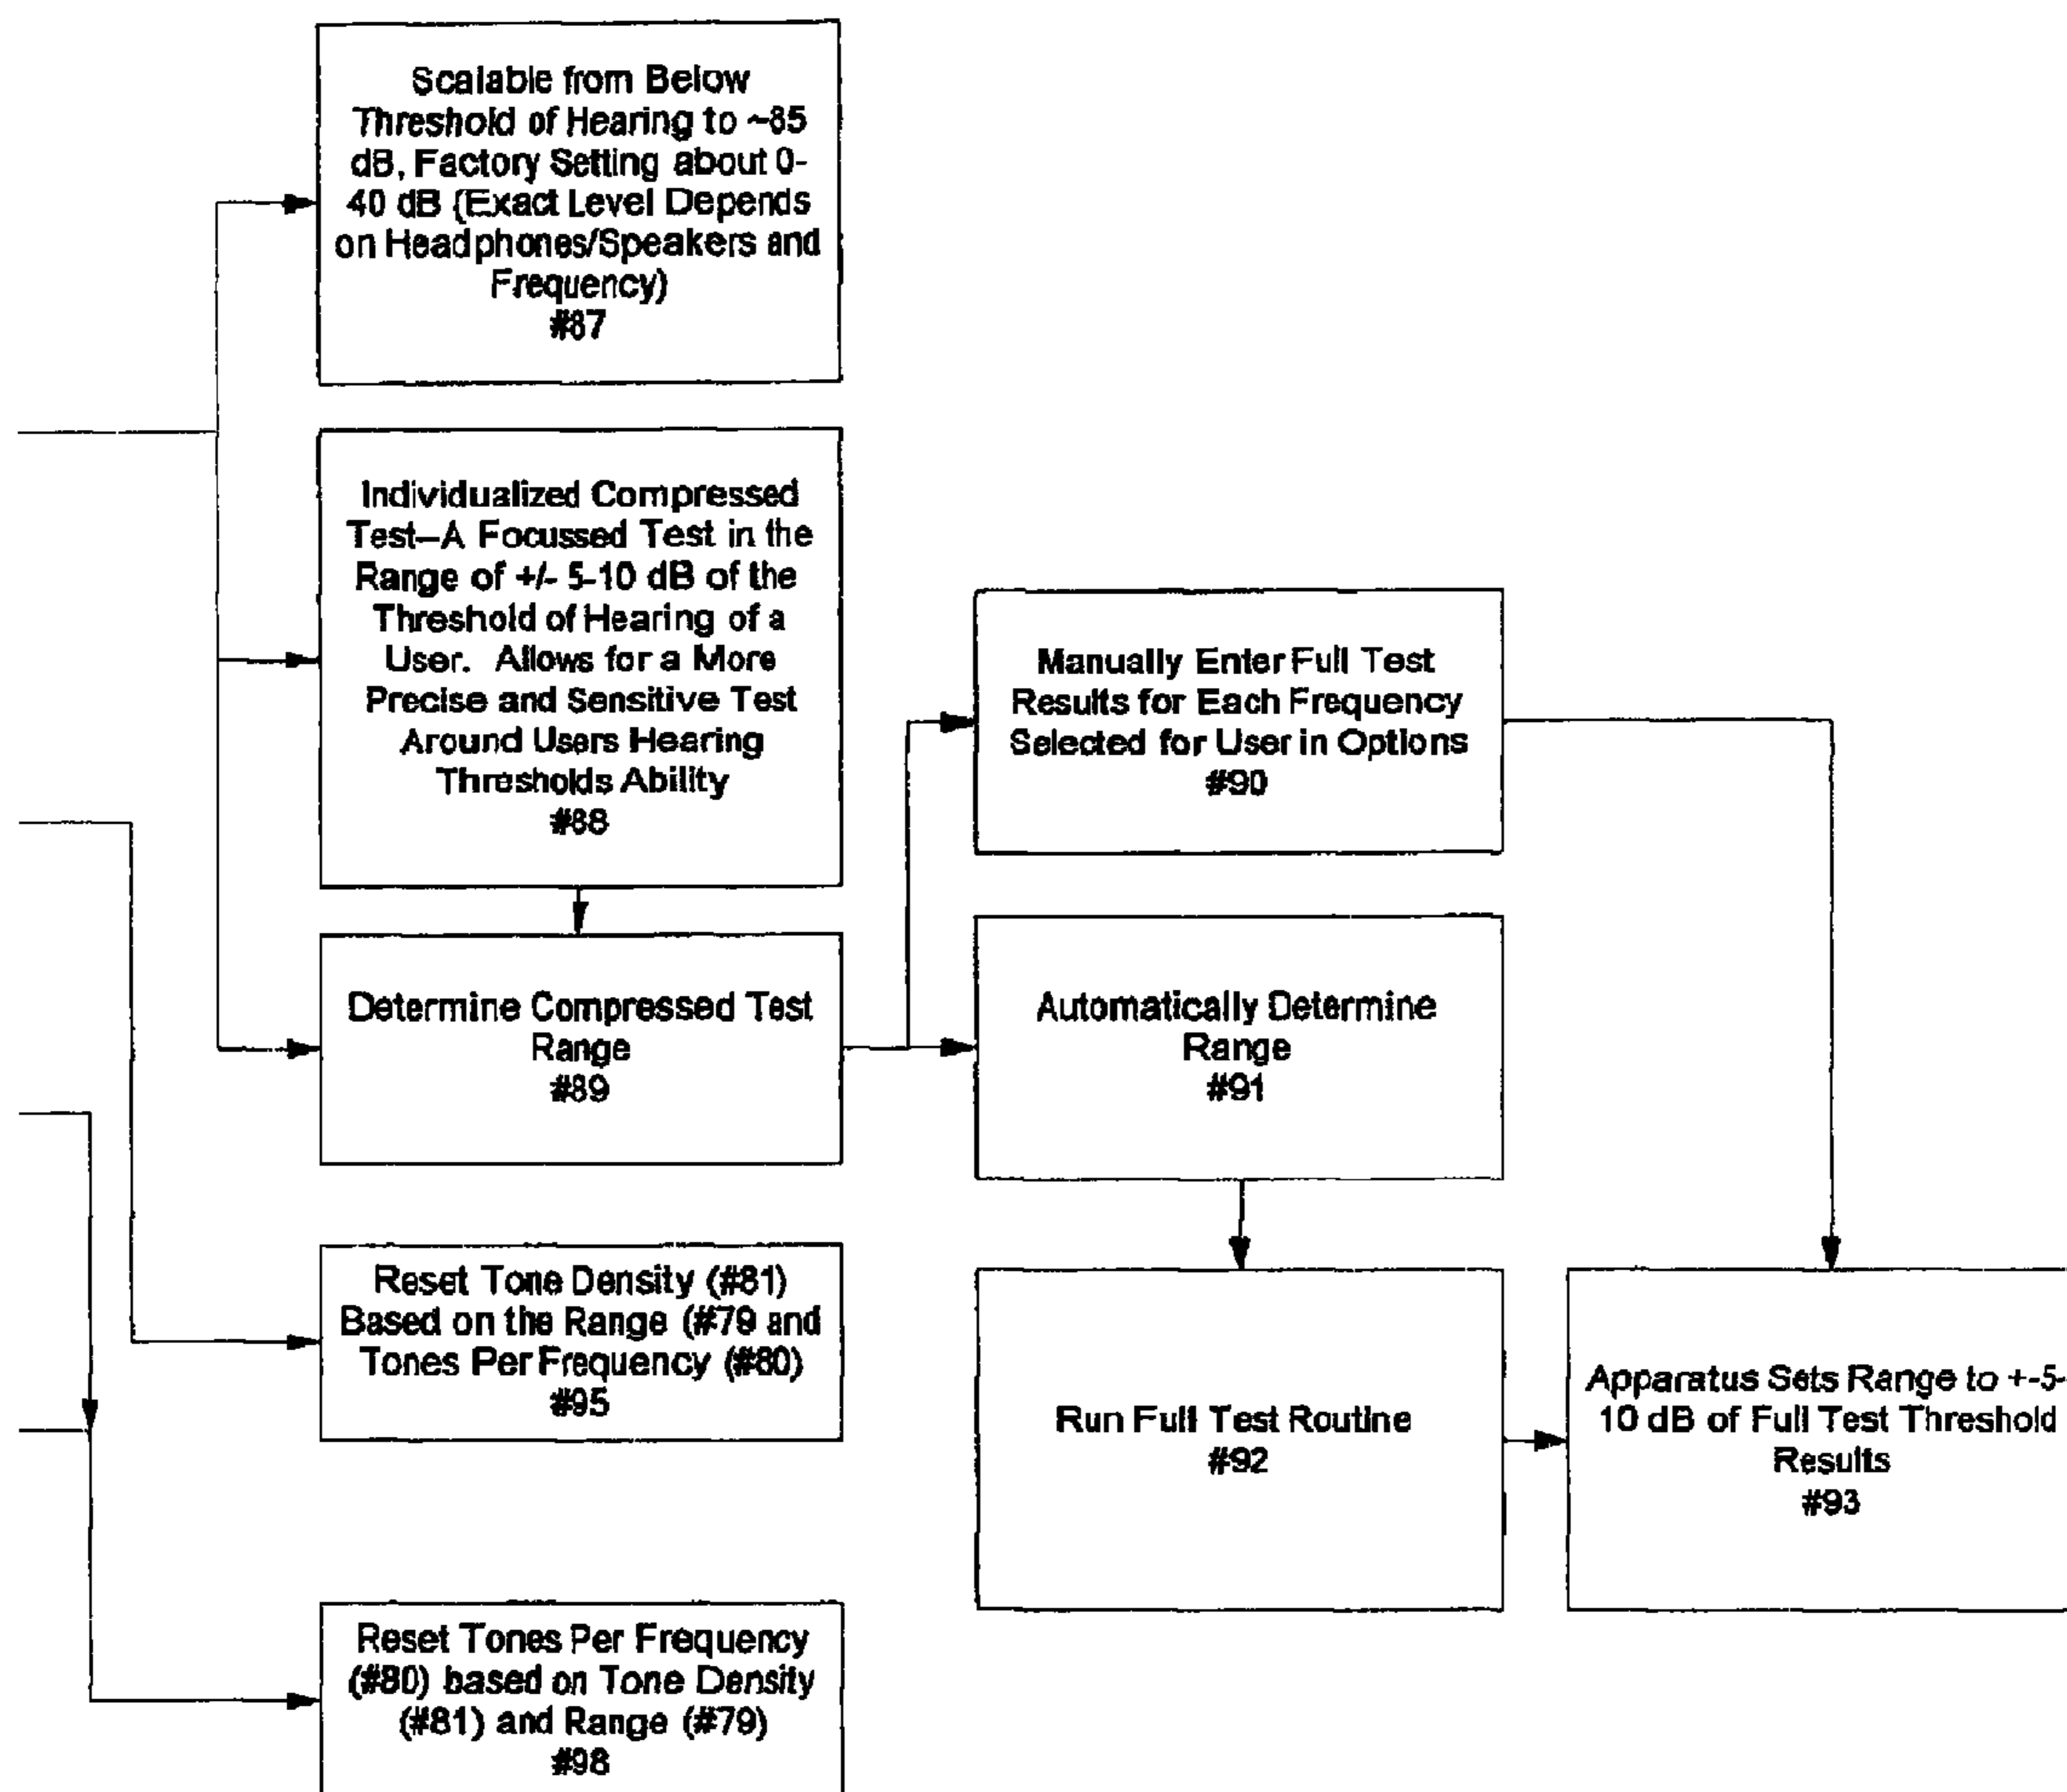 Scalable from Below
Threshold of Hearing to ~85
dB, Factory Setting about 0-
40 dB (Exact Level Depends
on Headphones/Speakers and
Frequency)
#87
Individualized Compressed
Test–A Focussed Test in the
Range of +/- 5-10 dB of the
Threshold of Hearing of a
User. Allows for a More
Precise and Sensitive Test
Around Users Hearing
Thresholds Ability
#88
Determine Compressed Test
Range
#89
Manually Enter Full Test
Results for Each Frequency
Selected for User in Options
#90
Automatically Determine
Range
#91
Run Full Test Routine
#92
Apparatus Sets Range to +-5-
10 dB of Full Test Threshold
Results
#93
Reset Tone Density (#81)
Based on the Range (#79 and
Tones Per Frequency (#80)
#95
Reset Tones Per Frequency
(#80) based on Tone Density
(#81) and Range (#79)
#98